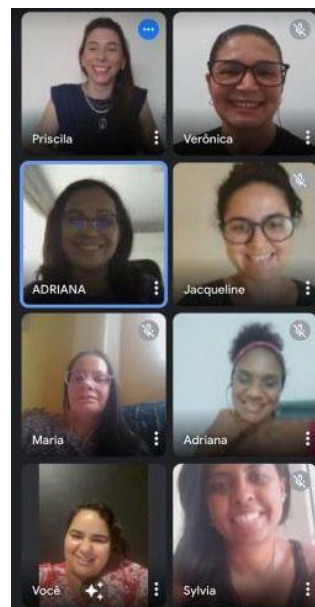 Priscila
Verônica
ADRIANA
Jacqueline
Maria
Adriana
Você
Sylvia